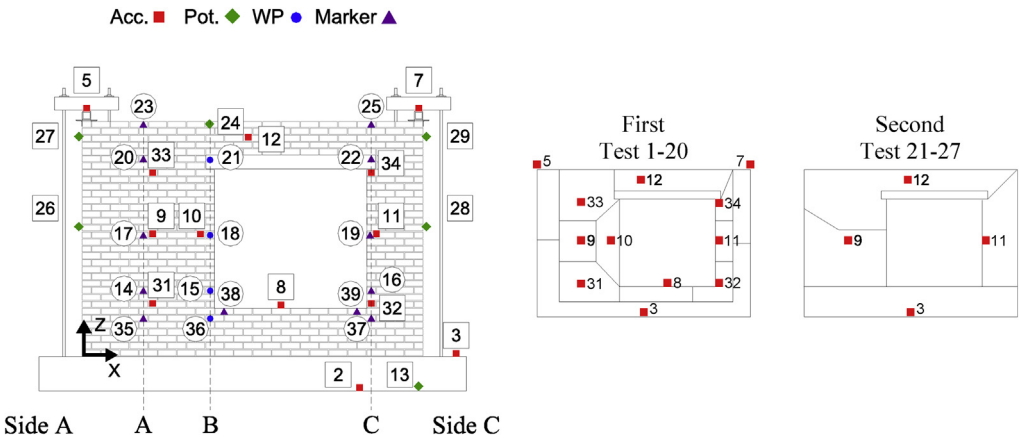 Acc. Pot. WP Marker
5 23 25 7
27 24 12 29
20 33 21 22 34
26 28
17 9 10 18 19 11
14 31 15 38 8 39 16
32
35 36 37
Z
X
3
2 13
Side A A B C Side C
First
Test 1-20
5 7
12
33 34
9 10 11
31 8 32
3
Second
Test 21-27
12
9 11
3